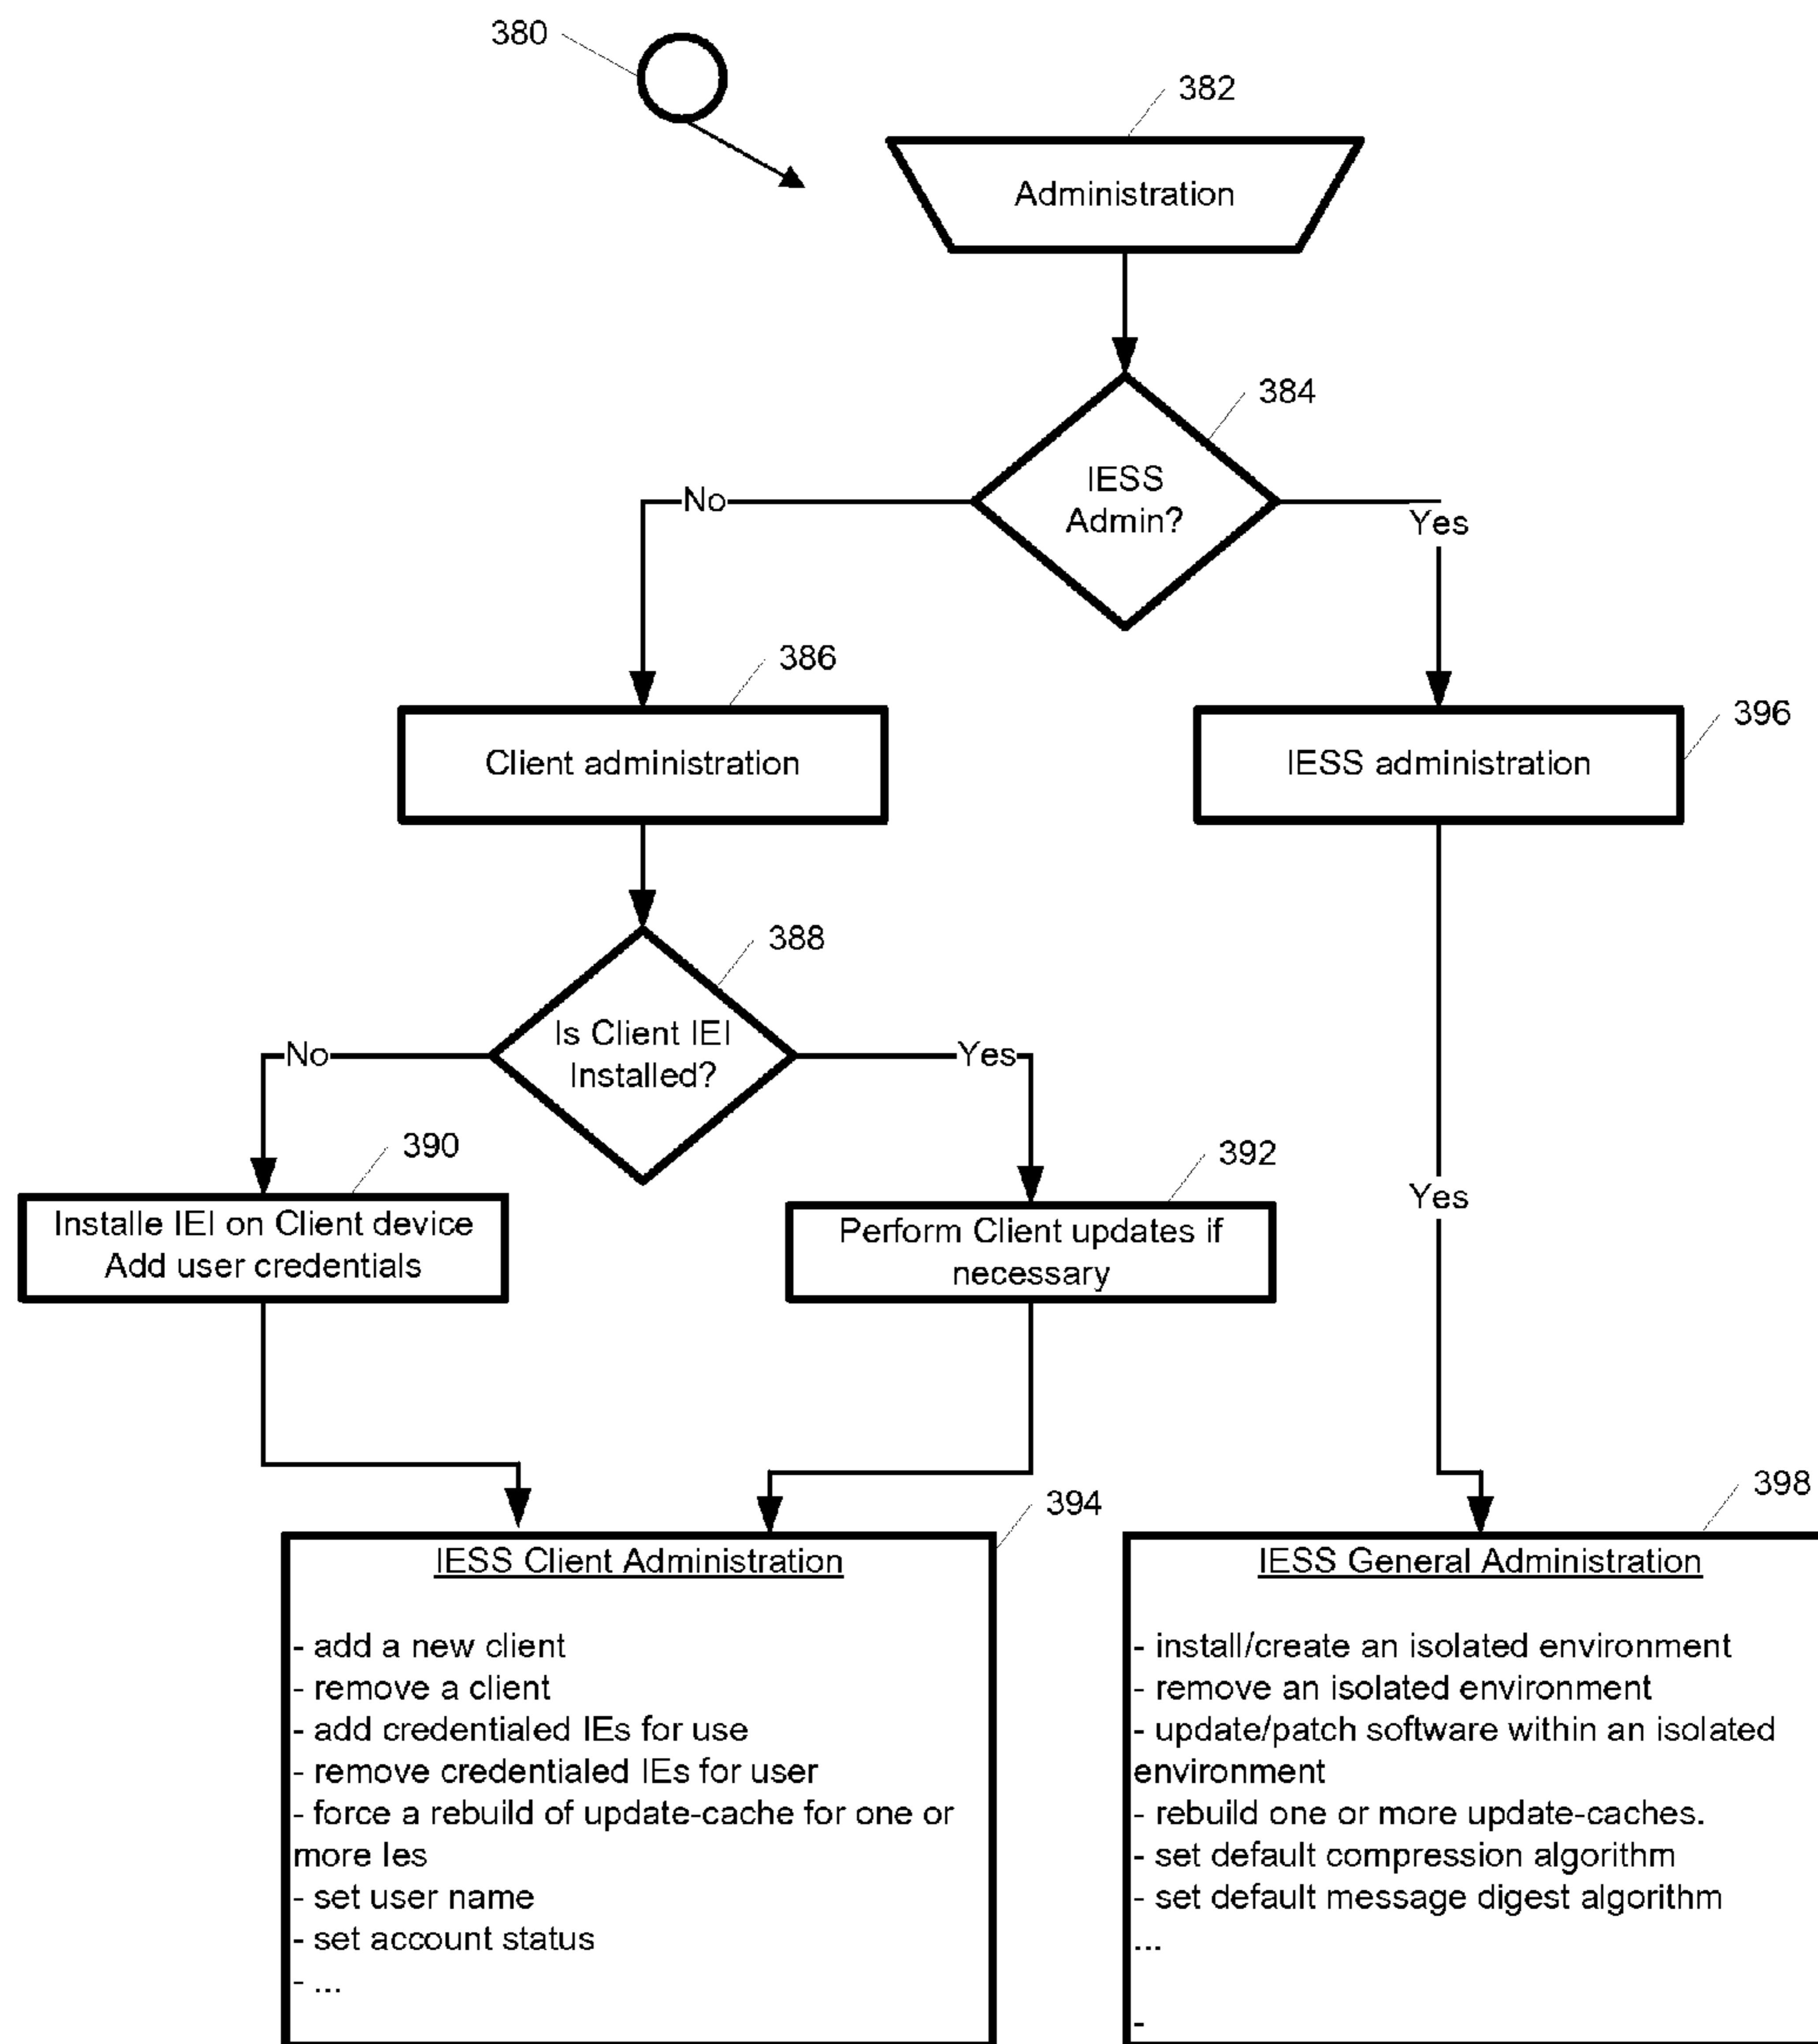 380
382
Administration
384
IESS
Admin?
No
Yes
386
Client administration
396
IESS administration
388
Is Client IEI
Installed?
No
Yes
390
Installe IEI on Client device
Add user credentials
392
Perform Client updates if
necessary
Yes
394
IESS Client Administration
- add a new client
- remove a client
- add credentialed IEs for use
- remove credentialed IEs for user
- force a rebuild of update-cache for one or
more Ies
- set user name
- set account status
- ...
398
IESS General Administration
- install/create an isolated environment
- remove an isolated environment
- update/patch software within an isolated
environment
- rebuild one or more update-caches.
- set default compression algorithm
- set default message digest algorithm
...
-